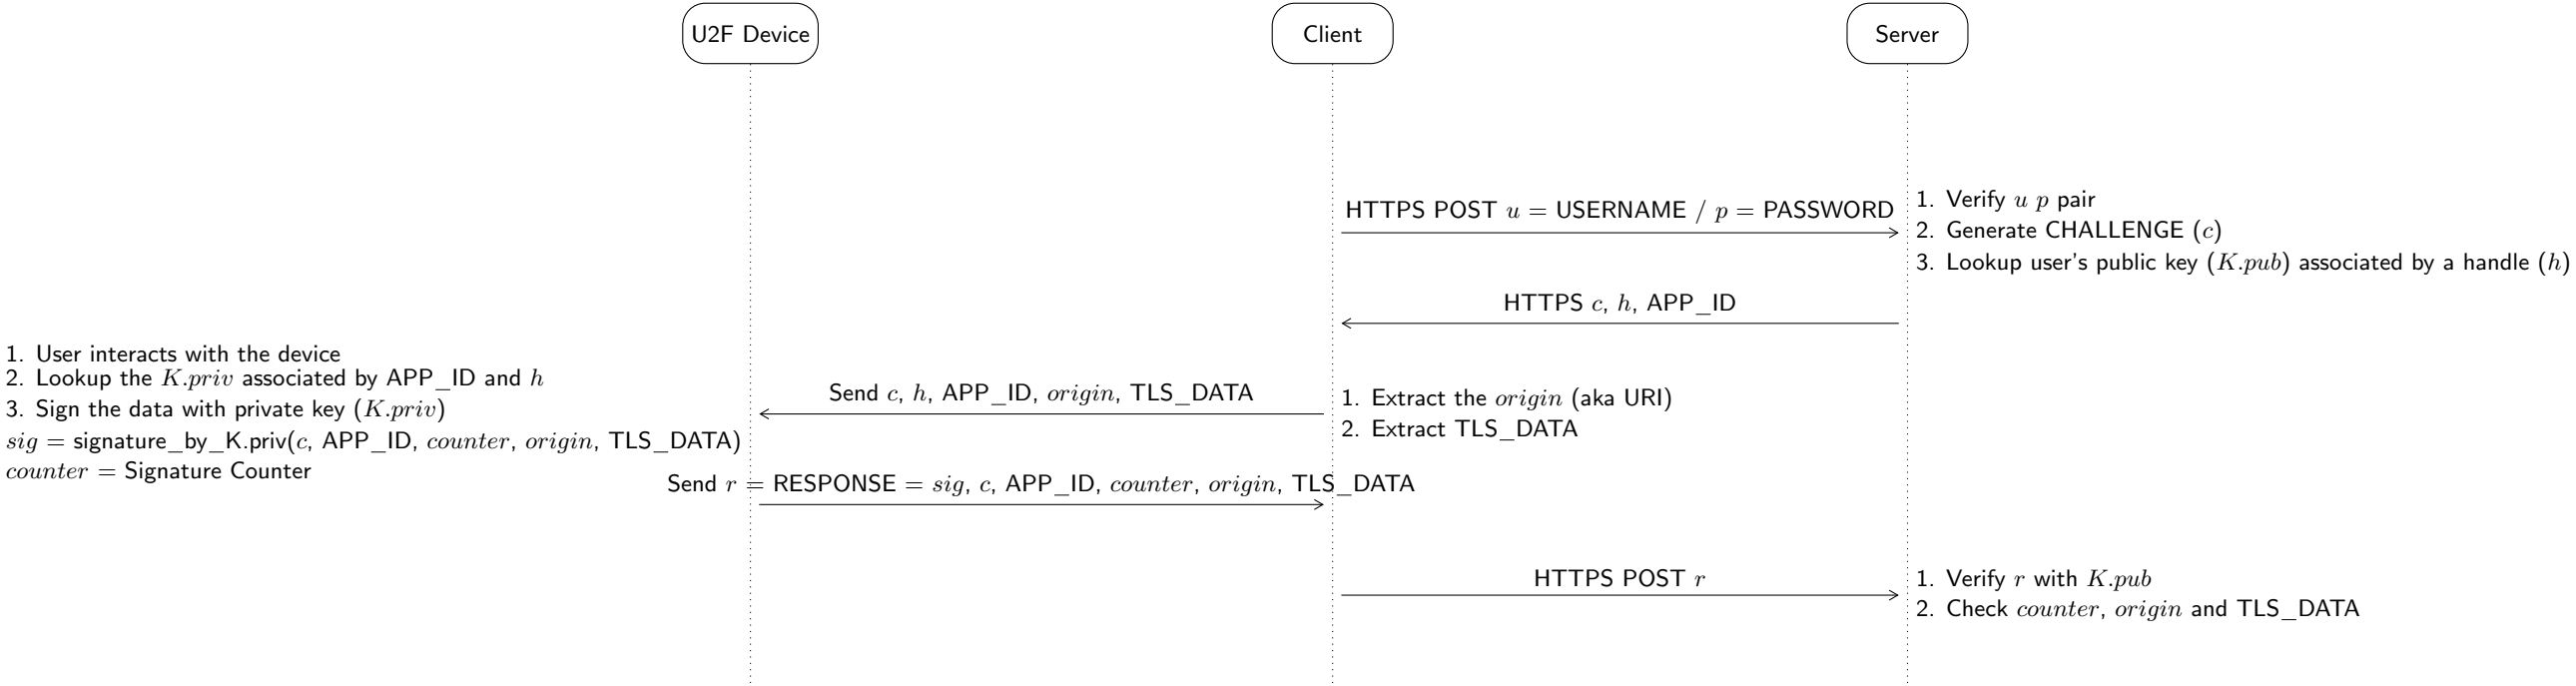 U2F Device
Client
Server
HTTPS POST u = USERNAME / p = PASSWORD
1. Verify u p pair
2. Generate CHALLENGE (c)
3. Lookup user's public key (K.pub) associated by a handle (h)
HTTPS c, h, APP_ID
1. User interacts with the device
2. Lookup the K.priv associated by APP_ID and h
3. Sign the data with private key (K.priv)
sig = signature_by_K.priv(c, APP_ID, counter, origin, TLS_DATA)
counter = Signature Counter
Send c, h, APP_ID, origin, TLS_DATA
1. Extract the origin (aka URI)
2. Extract TLS_DATA
Send r = RESPONSE = sig, c, APP_ID, counter, origin, TLS_DATA
HTTPS POST r
1. Verify r with K.pub
2. Check counter, origin and TLS_DATA